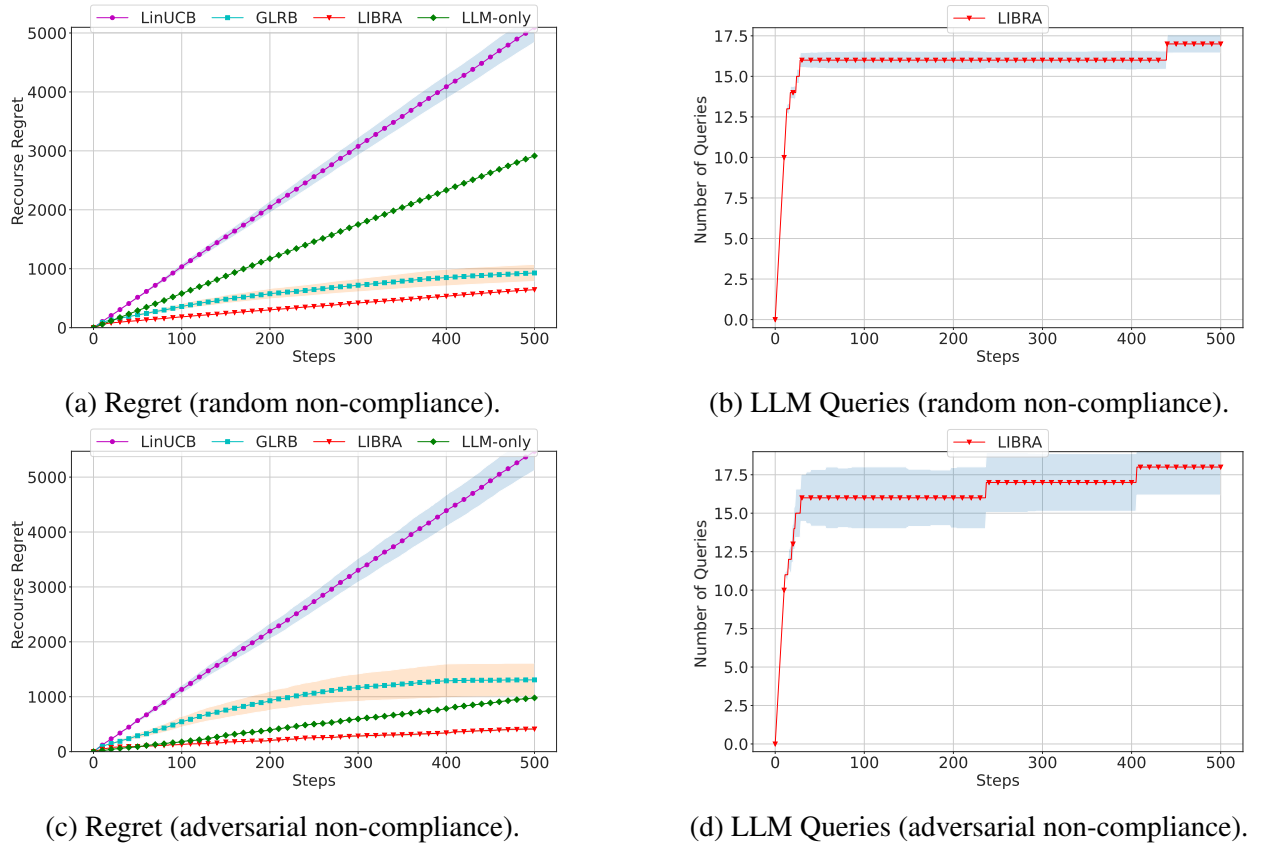 LinUCB GLRB LIBRA LLM-only
5000
4000
3000
2000
1000
0
Recourse Regret
0 100 200 300 400 500
Steps
(a) Regret (random non-compliance).
LIBRA
17.5
15.0
12.5
10.0
7.5
5.0
2.5
0.0
Number of Queries
0 100 200 300 400 500
Steps
(b) LLM Queries (random non-compliance).
LinUCB GLRB LIBRA LLM-only
5000
4000
3000
2000
1000
0
Recourse Regret
0 100 200 300 400 500
Steps
(c) Regret (adversarial non-compliance).
LIBRA
17.5
15.0
12.5
10.0
7.5
5.0
2.5
0.0
Number of Queries
0 100 200 300 400 500
Steps
(d) LLM Queries (adversarial non-compliance).